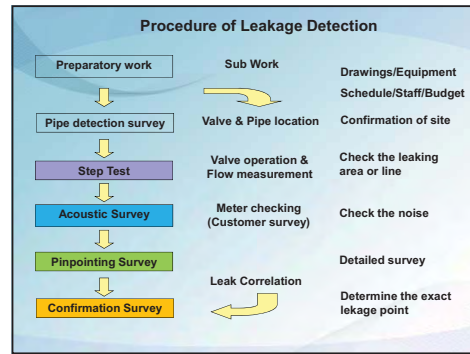 Procedure of Leakage Detection
Preparatory work
Sub Work
Drawings/Equipment
Schedule/Staff/Budget
Pipe detection survey
Valve & Pipe location
Confirmation of site
Step Test
Valve operation &
Flow measurement
Check the leaking
area or line
Acoustic Survey
Meter checking
(Customer survey)
Check the noise
Pinpointing Survey
Detailed survey
Leak Correlation
Confirmation Survey
Determine the exact
lekage point